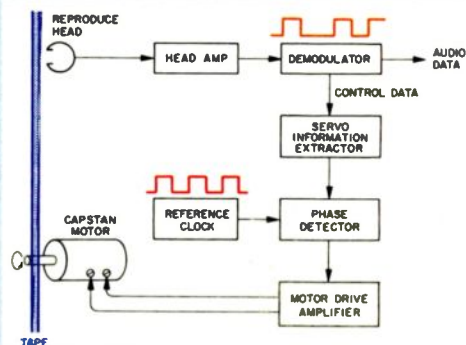 REPRODUCE
HEAD
HEAD AMP
DEMODULATOR
AUDIO
DATA
CONTROL DATA
SERVO
INFORMATION
EXTRACTOR
CAPSTAN
MOTOR
REFERENCE
CLOCK
PHASE
DETECTOR
MOTOR DRIVE
AMPLIFIER
TAPE